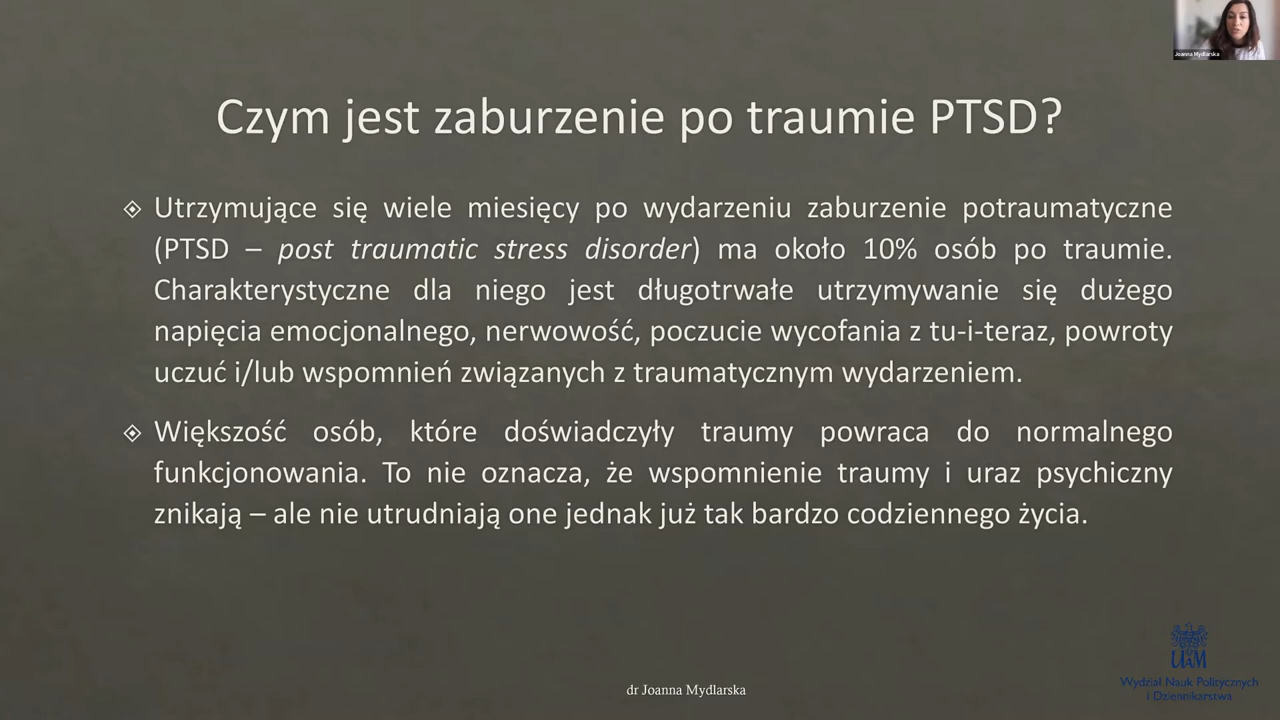 Joanna Mydlarska
Czym jest zaburzenie po traumie PTSD?
Utrzymujące się wiele miesięcy po wydarzeniu zaburzenie potraumatyczne
(PTSD – post traumatic stress disorder) ma około 10% osób po traumie.
Charakterystyczne dla niego jest długotrwałe utrzymywanie się dużego
napięcia emocjonalnego, nerwowość, poczucie wycofania z tu-i-teraz, powroty
uczuć i/lub wspomnień związanych z traumatycznym wydarzeniem.
Większość osób, które doświadczyły traumy powraca do normalnego
funkcjonowania. To nie oznacza, że wspomnienie traumy i uraz psychiczny
znikają – ale nie utrudniają one jednak już tak bardzo codziennego życia.
UAM
Wydział Nauk Politycznych
i Dziennikarstwa
dr Joanna Mydlarska